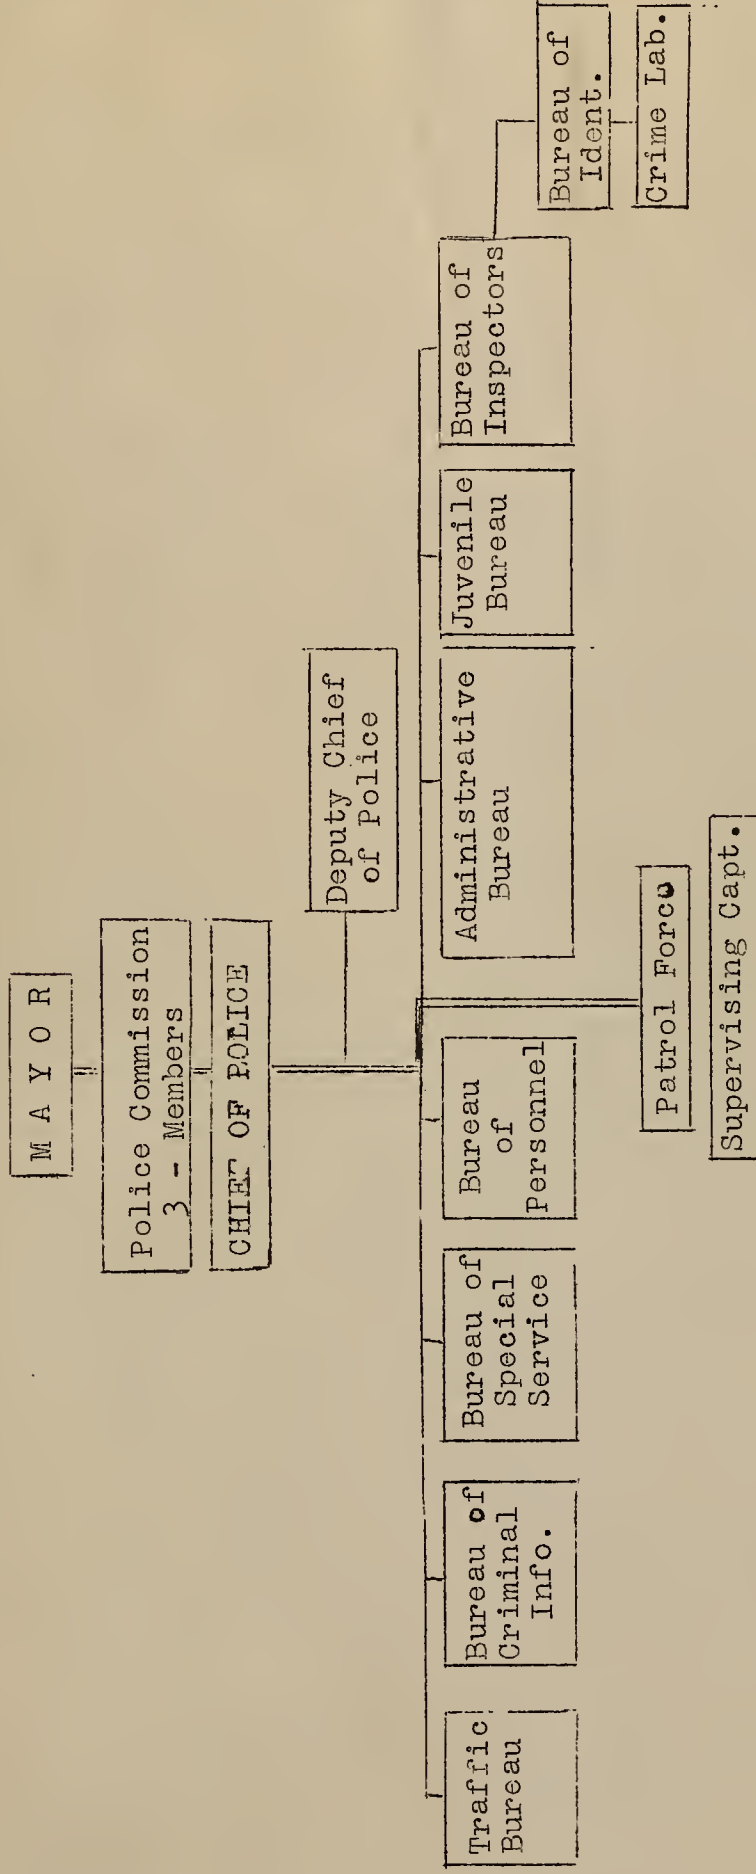 M A Y O R
Police Commission
3 - Members
CHIEF OF POLICE
Deputy Chief
of Police
Traffic
Bureau
Bureau of
Criminal
Info.
Bureau of
Special
Service
Bureau
of
Personnel
Administrative
Bureau
Juvenile
Bureau
Bureau of
Inspectors
Bureau of
Ident.
Crime Lab.
Patrol Force
Supervising Capt.